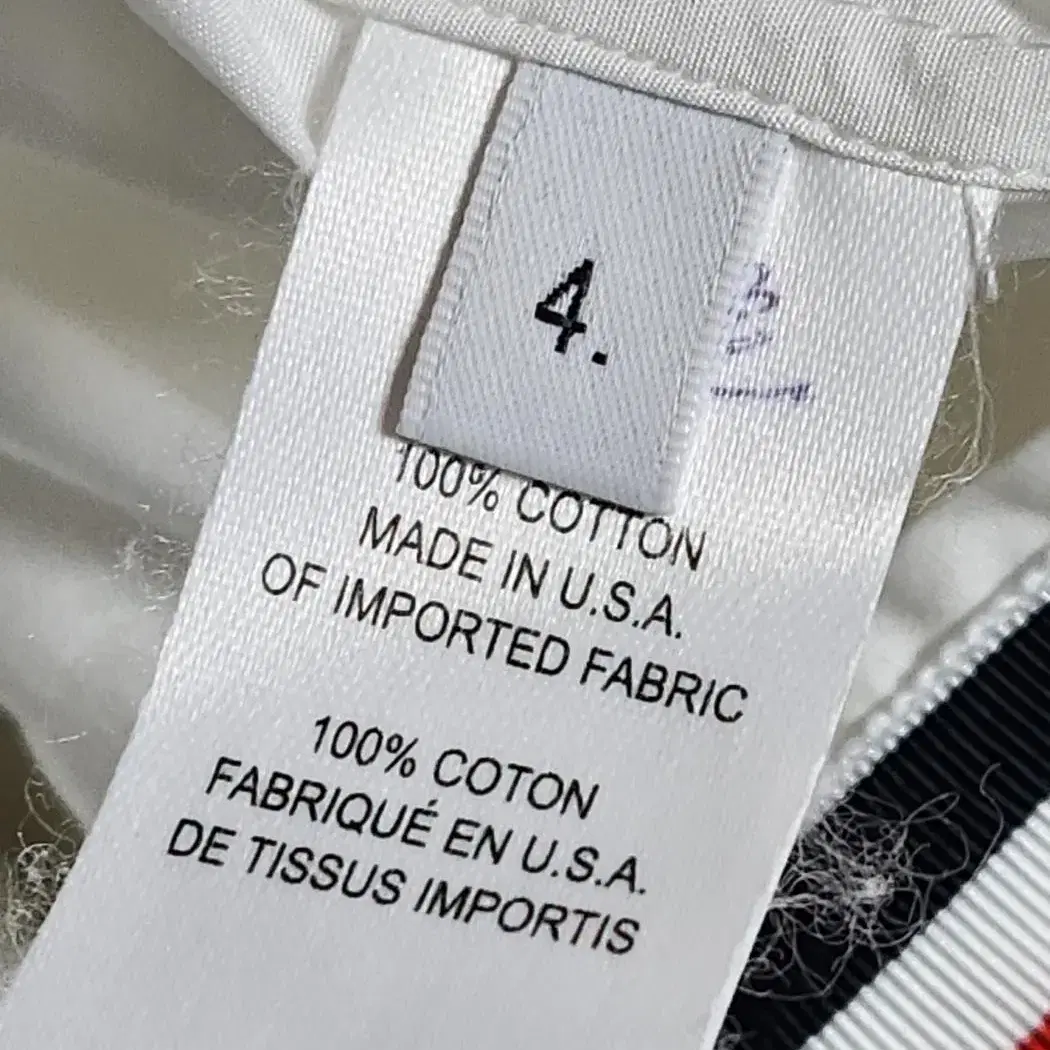 4.
100% COTTON
MADE IN U.S.A.
OF IMPORTED FABRIC
100% COTON
FABRIQUÉ EN U.S.A.
DE TISSUS IMPORTIS